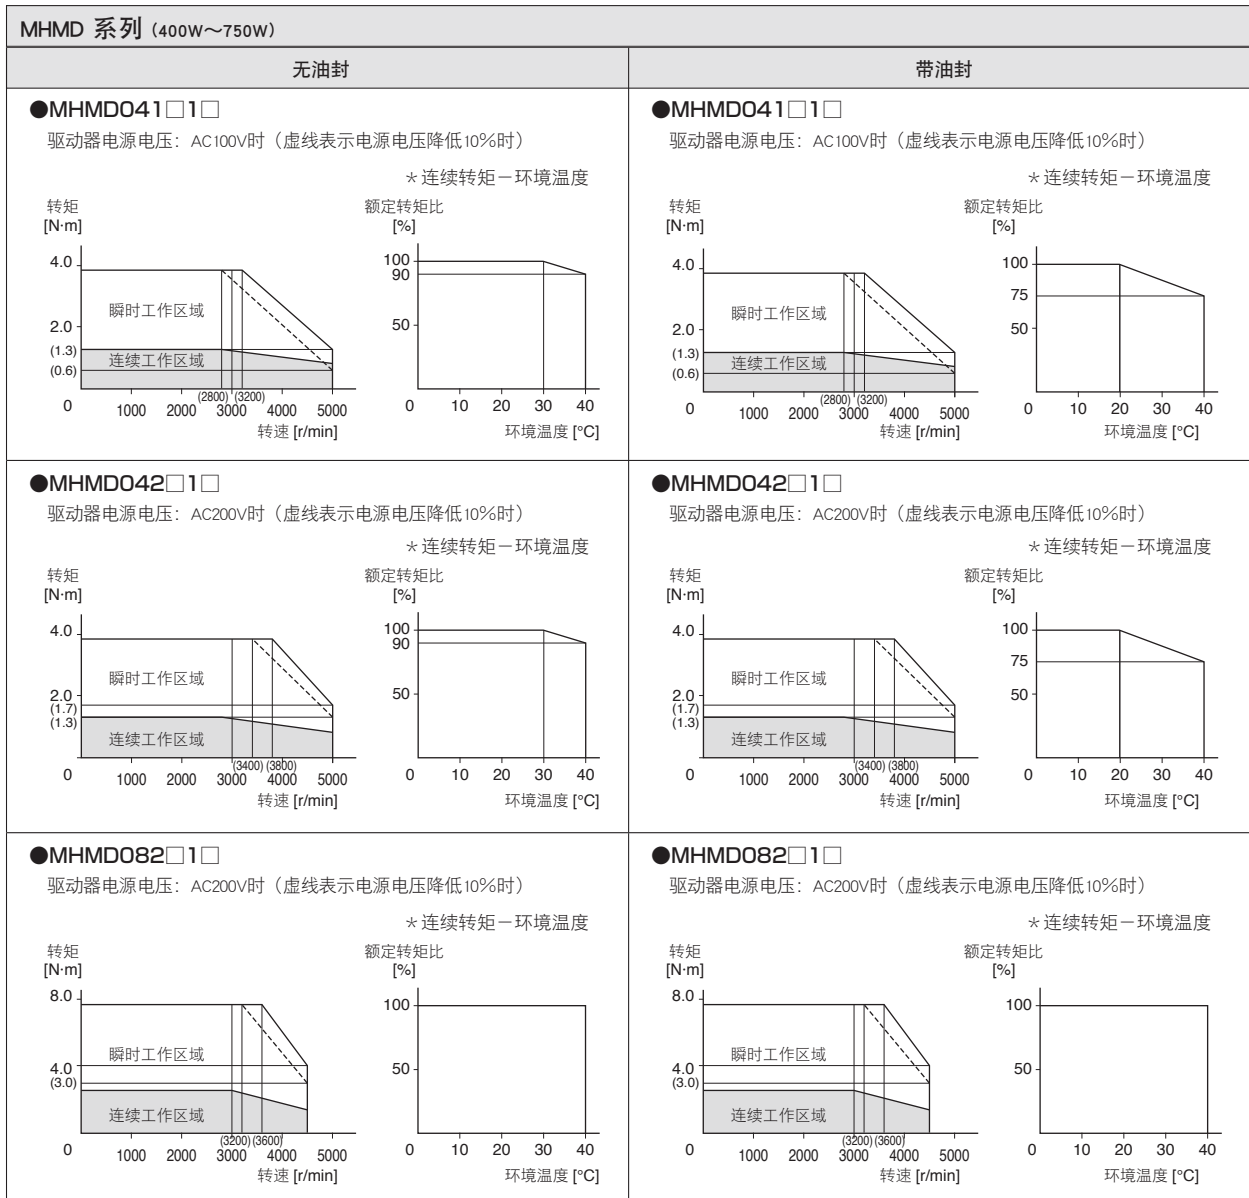 MHMD 系列 (400W～750W)
无油封
带油封
●MHMD041□1□
驱动器电源电压：AC100V时（虚线表示电源电压降低10%时）
＊连续转矩－环境温度
转矩
[N·m]
4.0
2.0
(1.3)
(0.6)
0
瞬时工作区域
连续工作区域
(2800)
(3200)
1000 2000 3000 4000 5000
转速 [r/min]
额定转矩比
[%]
100
90
50
0 10 20 30 40
环境温度 [°C]
●MHMD041□1□
驱动器电源电压：AC100V时（虚线表示电源电压降低10%时）
＊连续转矩－环境温度
转矩
[N·m]
4.0
2.0
(1.3)
(0.6)
0
瞬时工作区域
连续工作区域
(2800)
(3200)
1000 2000 3000 4000 5000
转速 [r/min]
额定转矩比
[%]
100
75
50
0 10 20 30 40
环境温度 [°C]
●MHMD042□1□
驱动器电源电压：AC200V时（虚线表示电源电压降低10%时）
＊连续转矩－环境温度
转矩
[N·m]
4.0
2.0
(1.7)
(1.3)
0
瞬时工作区域
连续工作区域
(3400) (3800)
1000 2000 3000 4000 5000
转速 [r/min]
额定转矩比
[%]
100
90
50
0 10 20 30 40
环境温度 [°C]
●MHMD042□1□
驱动器电源电压：AC200V时（虚线表示电源电压降低10%时）
＊连续转矩－环境温度
转矩
[N·m]
4.0
2.0
(1.7)
(1.3)
0
瞬时工作区域
连续工作区域
(3400) (3800)
1000 2000 3000 4000 5000
转速 [r/min]
额定转矩比
[%]
100
75
50
0 10 20 30 40
环境温度 [°C]
●MHMD082□1□
驱动器电源电压：AC200V时（虚线表示电源电压降低10%时）
＊连续转矩－环境温度
转矩
[N·m]
8.0
4.0
(3.0)
0
瞬时工作区域
连续工作区域
(3200) (3600)
1000 2000 3000 4000 5000
转速 [r/min]
额定转矩比
[%]
100
50
0 10 20 30 40
环境温度 [°C]
●MHMD082□1□
驱动器电源电压：AC200V时（虚线表示电源电压降低10%时）
＊连续转矩－环境温度
转矩
[N·m]
8.0
4.0
(3.0)
0
瞬时工作区域
连续工作区域
(3200) (3600)
1000 2000 3000 4000 5000
转速 [r/min]
额定转矩比
[%]
100
50
0 10 20 30 40
环境温度 [°C]